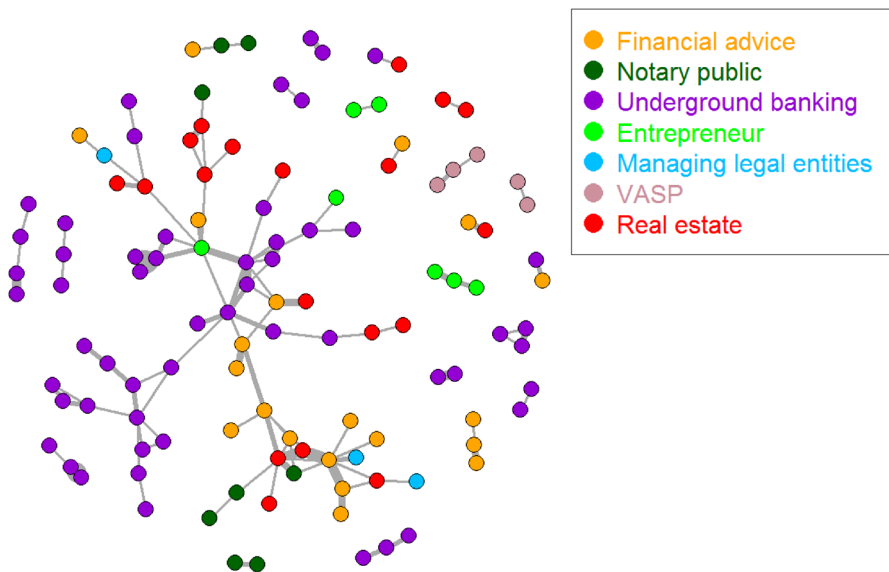 Financial advice
Notary public
Underground banking
Entrepreneur
Managing legal entities
VASP
Real estate